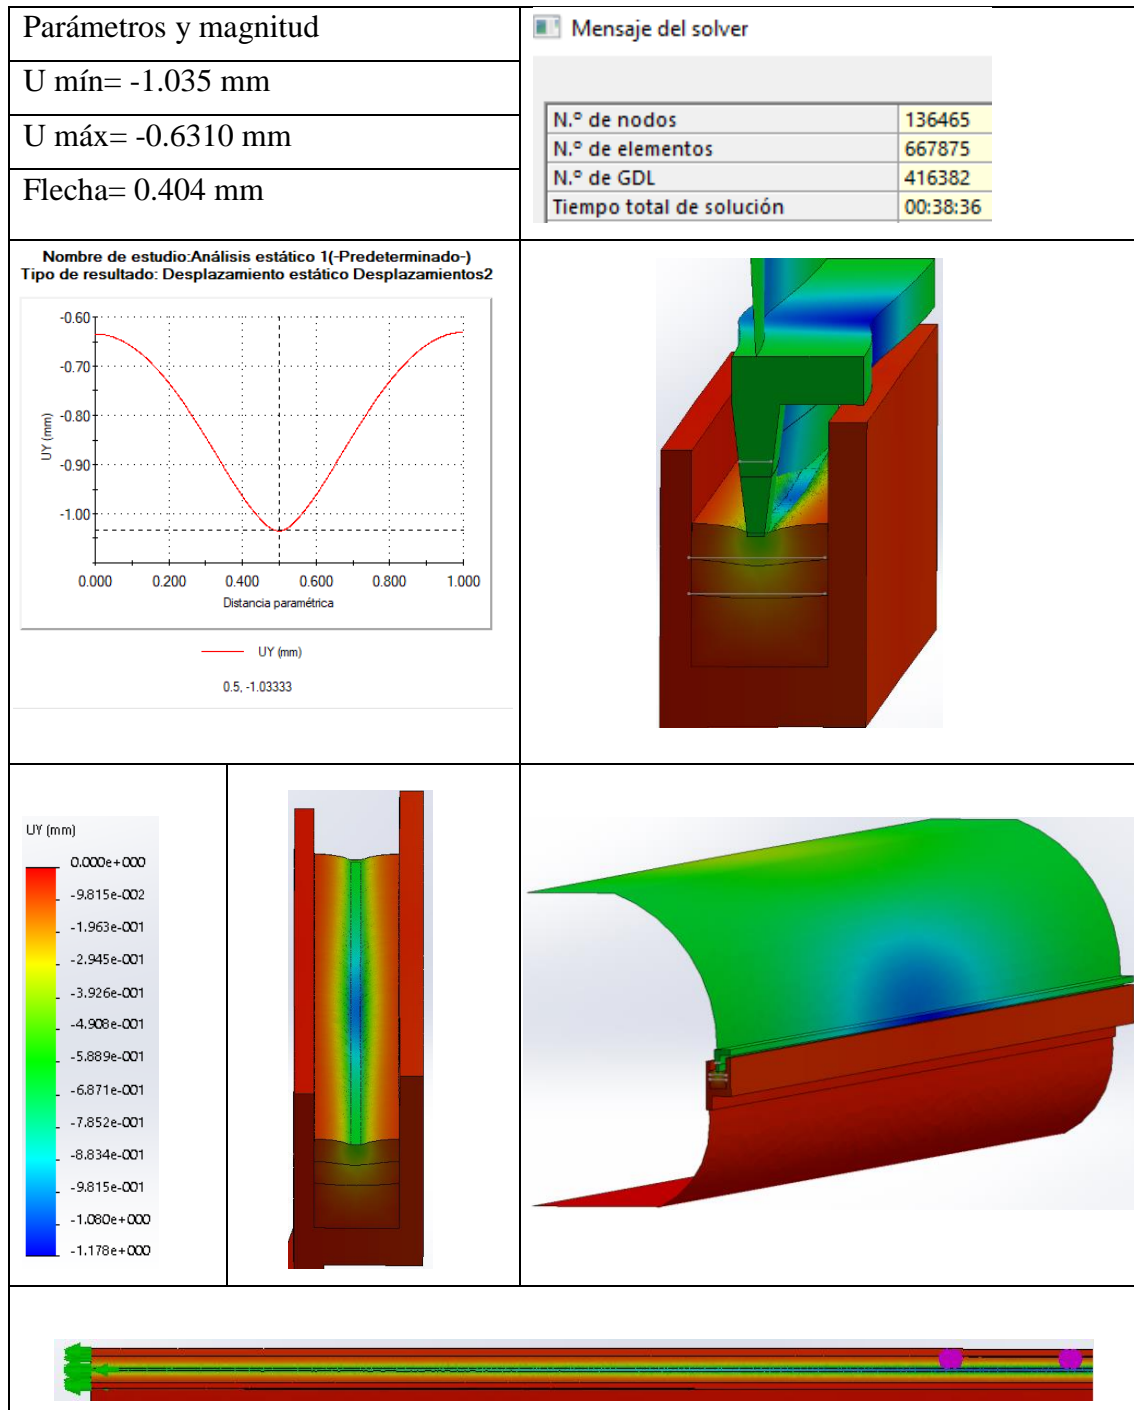 Parámetros y magnitud
U mín= -1.035 mm
U máx= -0.6310 mm
Flecha= 0.404 mm
Mensaje del solver
N.º de nodos 136465
N.º de elementos 667875
N.º de GDL 416382
Tiempo total de solución 00:38:36
Nombre de estudio:Análisis estático 1(-Predeterminado-)
Tipo de resultado: Desplazamiento estático Desplazamientos2
-0.60
-0.70
-0.80
-0.90
-1.00
UY (mm)
0.000 0.200 0.400 0.600 0.800 1.000
Distancia paramétrica
UY (mm)
0.5, -1.03333
UY (mm)
0.000e+000
-9.815e-002
-1.963e-001
-2.945e-001
-3.926e-001
-4.908e-001
-5.889e-001
-6.871e-001
-7.852e-001
-8.834e-001
-9.815e-001
-1.080e+000
-1.178e+000